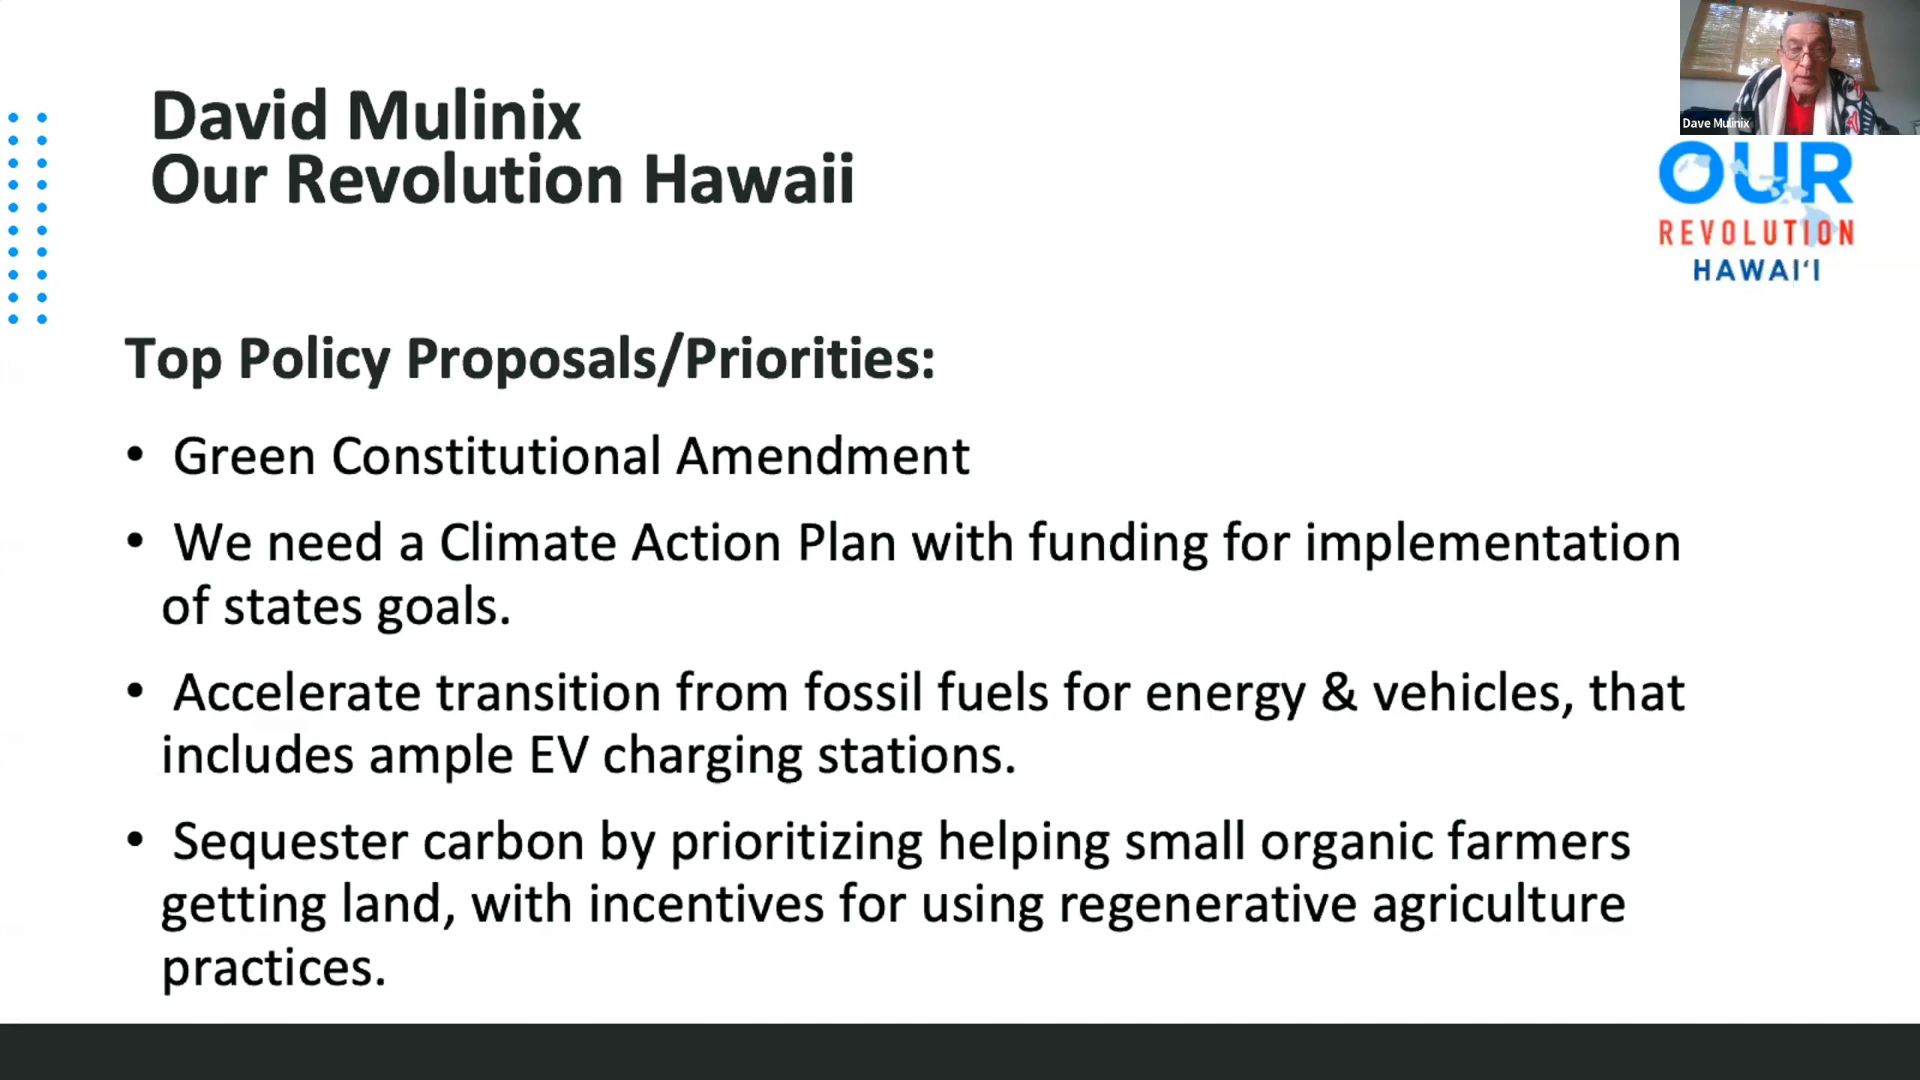 Dave Mulinix
David Mulinix
Our Revolution Hawaii
OUR
REVOLUTION
HAWAIʻI
Top Policy Proposals/Priorities:
• Green Constitutional Amendment
• We need a Climate Action Plan with funding for implementation
of states goals.
• Accelerate transition from fossil fuels for energy & vehicles, that
includes ample EV charging stations.
• Sequester carbon by prioritizing helping small organic farmers
getting land, with incentives for using regenerative agriculture
practices.